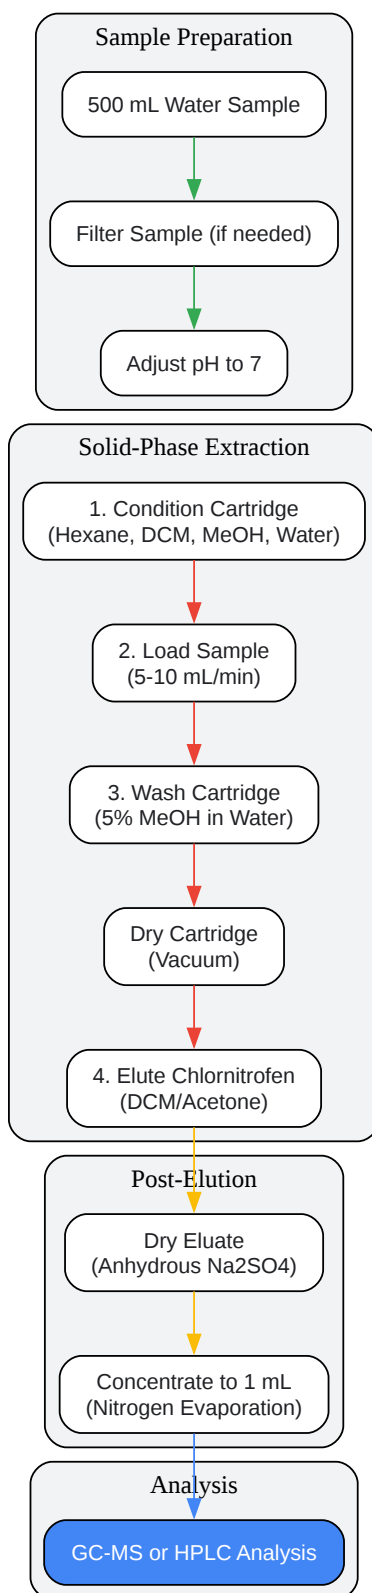 Sample Preparation
500 mL Water Sample
Filter Sample (if needed)
Adjust pH to 7
Solid-Phase Extraction
1. Condition Cartridge
(Hexane, DCM, MeOH, Water)
2. Load Sample
(5-10 mL/min)
3. Wash Cartridge
(5% MeOH in Water)
Dry Cartridge
(Vacuum)
4. Elute Chlornitrofen
(DCM/Acetone)
Post-Elution
Dry Eluate
(Anhydrous Na2SO4)
Concentrate to 1 mL
(Nitrogen Evaporation)
Analysis
GC-MS or HPLC Analysis